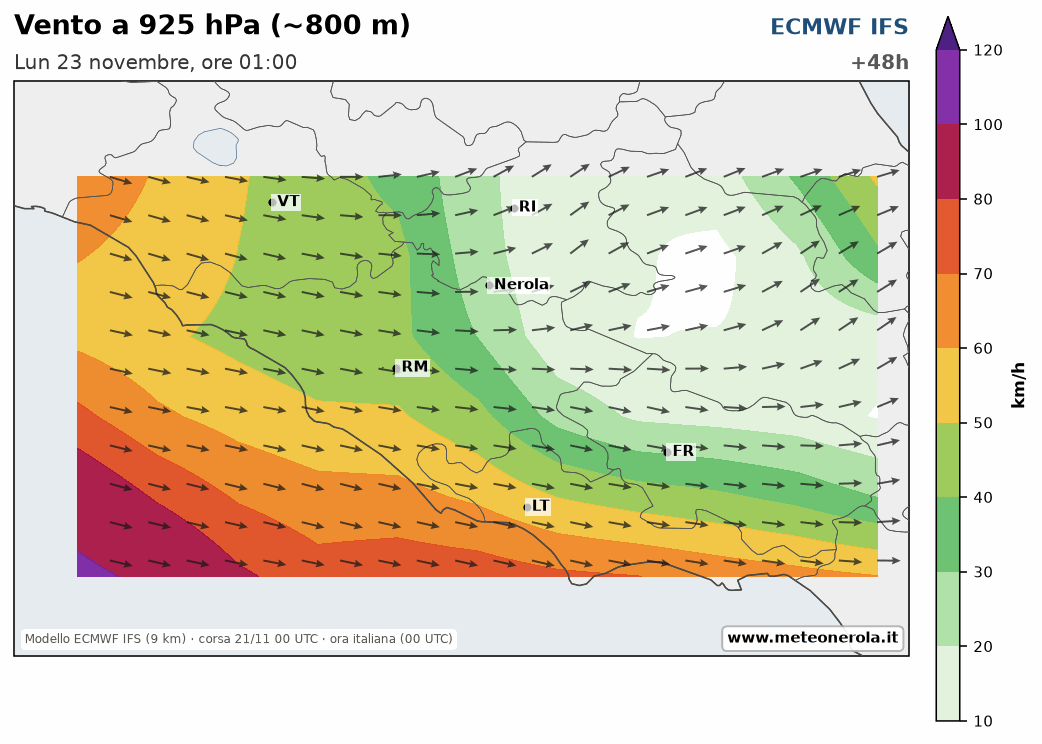 Vento a 925 hPa (~800 m)
ECMWF IFS
Lun 23 novembre, ore 01:00
+48h
VT
RI
Nerola
RM
FR
LT
Modello ECMWF IFS (9 km) · corsa 21/11 00 UTC · ora italiana (00 UTC)
www.meteonerola.it
120
100
80
70
60
50
40
30
20
10
km/h